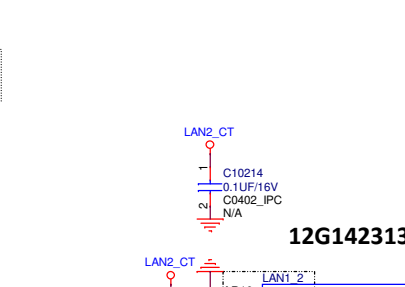 LAN2_CT
1
C10214
0.1UF/16V
C0402_IPC
2
N/A
12G142313
LAN2_CT
LAN1_2